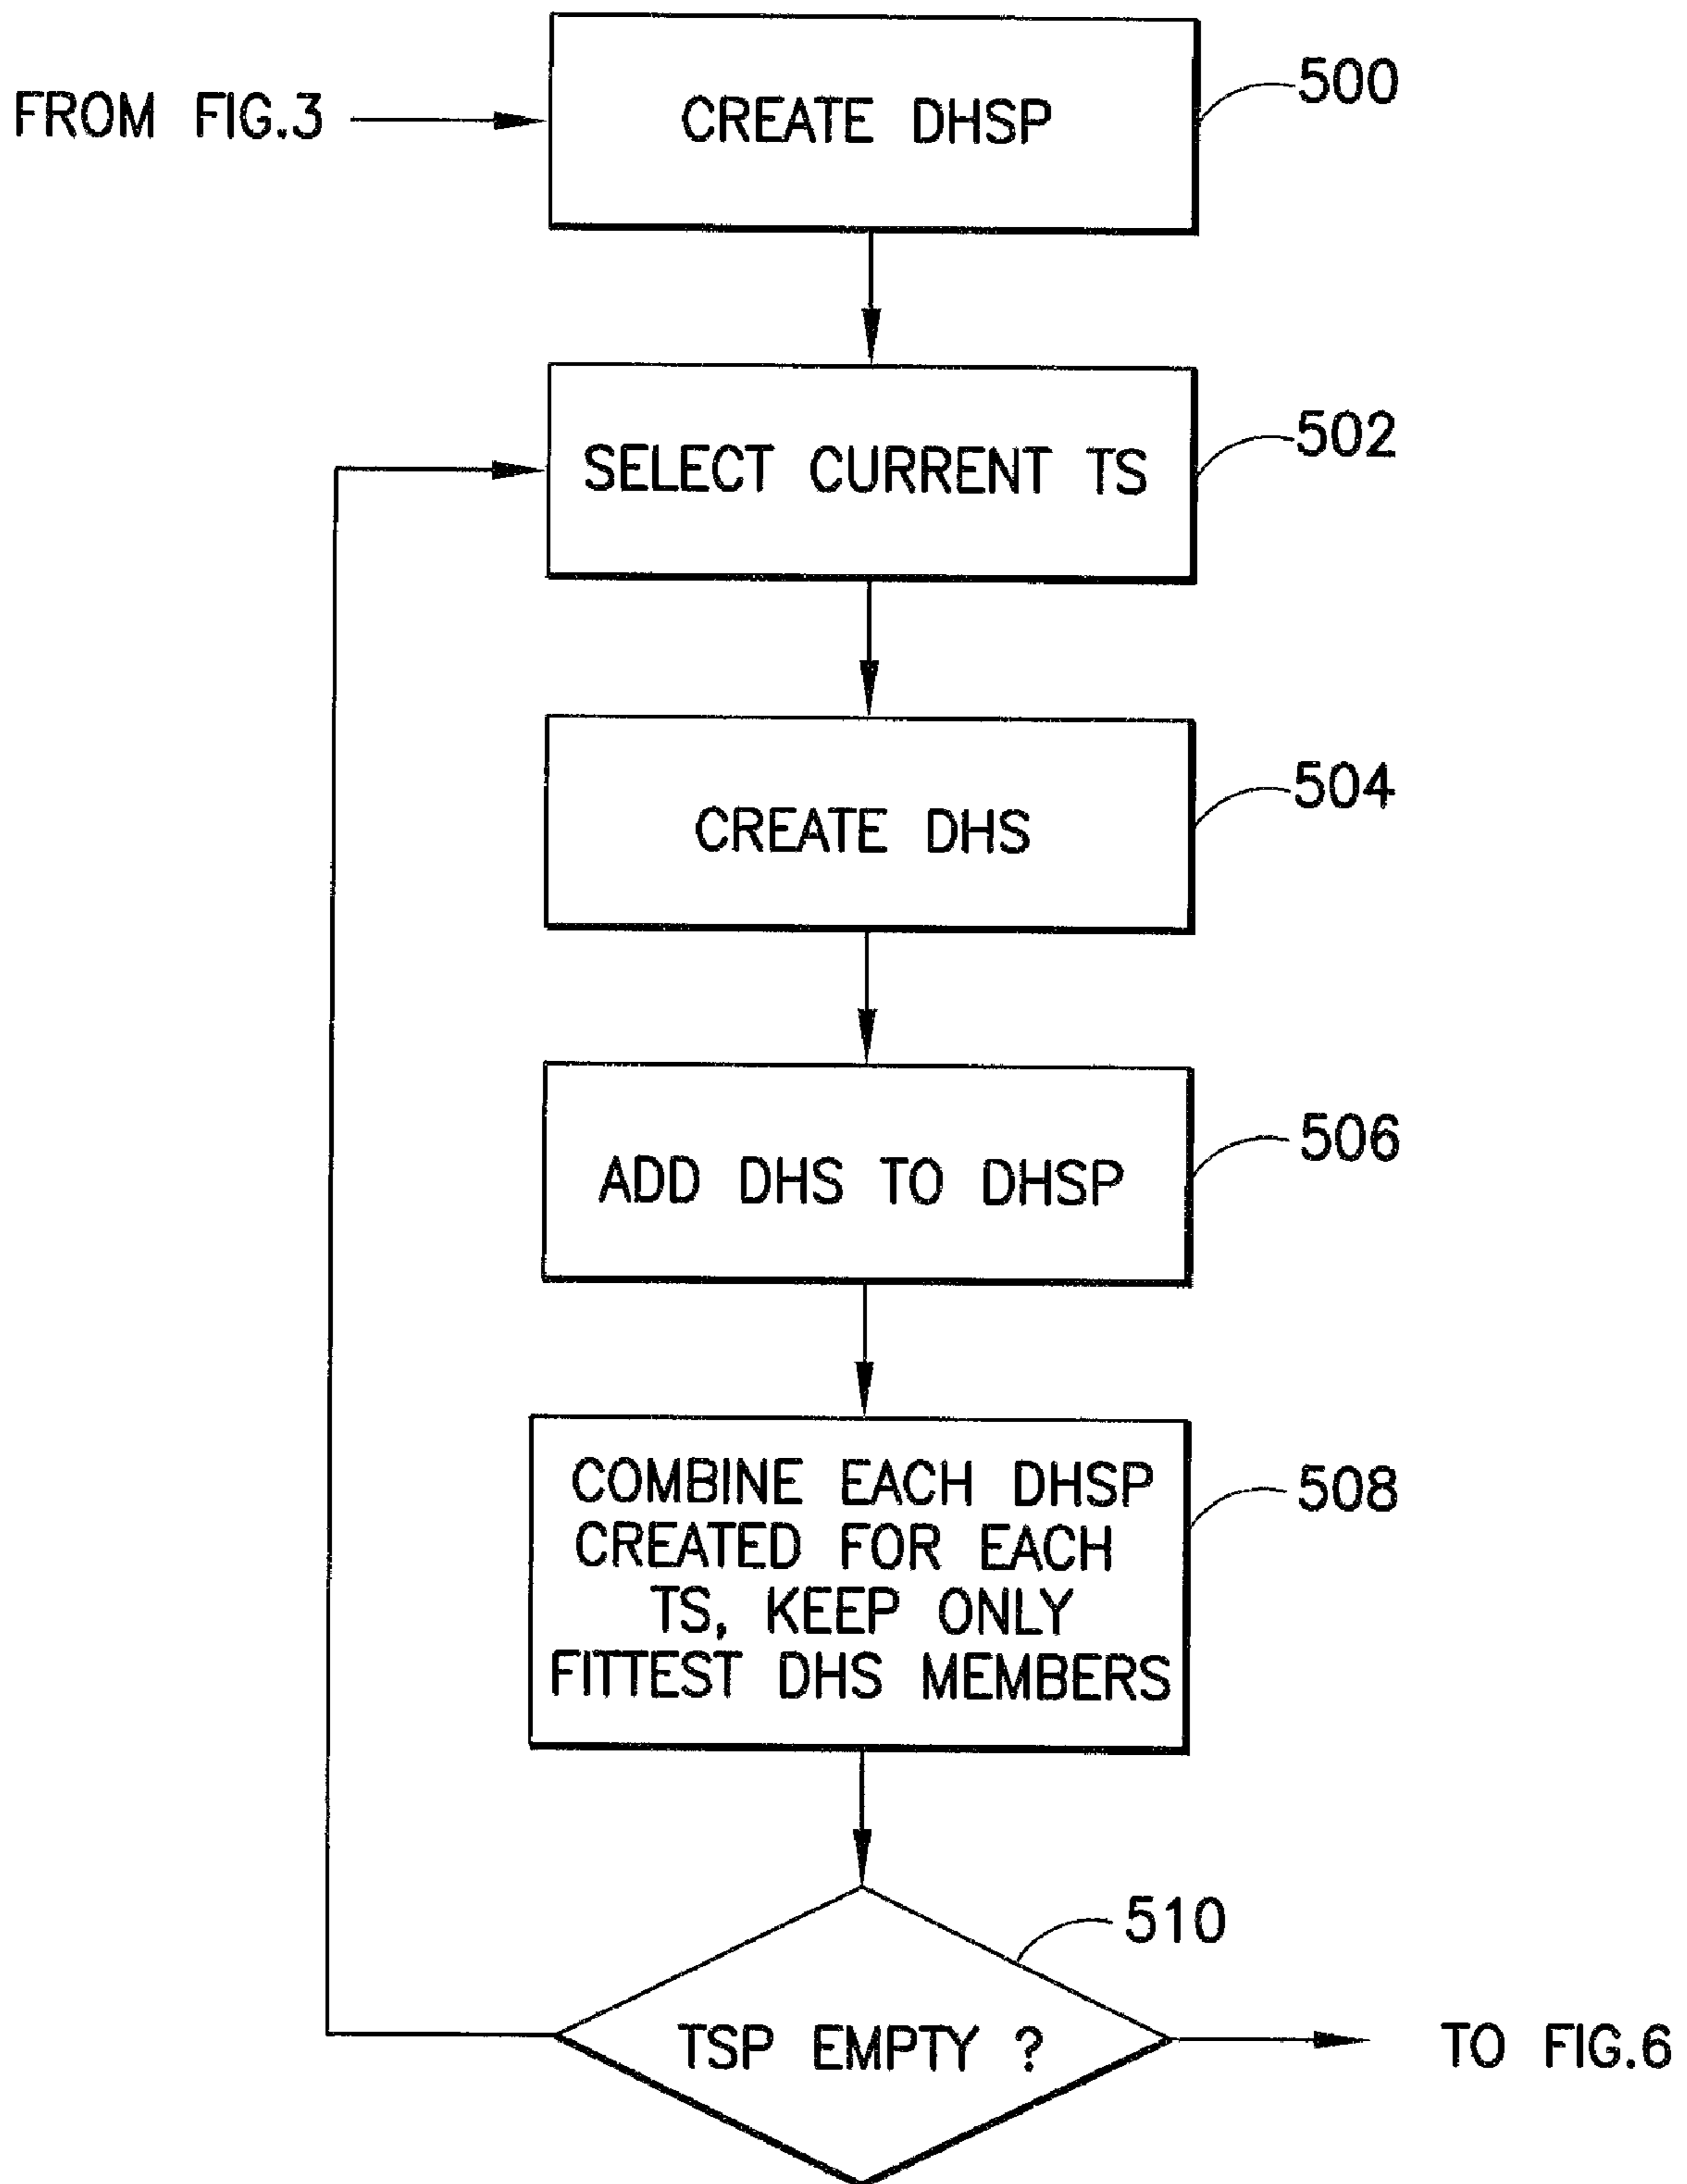 500
FROM FIG.3
CREATE DHSP
502
SELECT CURRENT TS
504
CREATE DHS
506
ADD DHS TO DHSP
508
COMBINE EACH DHSP
CREATED FOR EACH
TS, KEEP ONLY
FITTEST DHS MEMBERS
510
TSP EMPTY ?
TO FIG.6